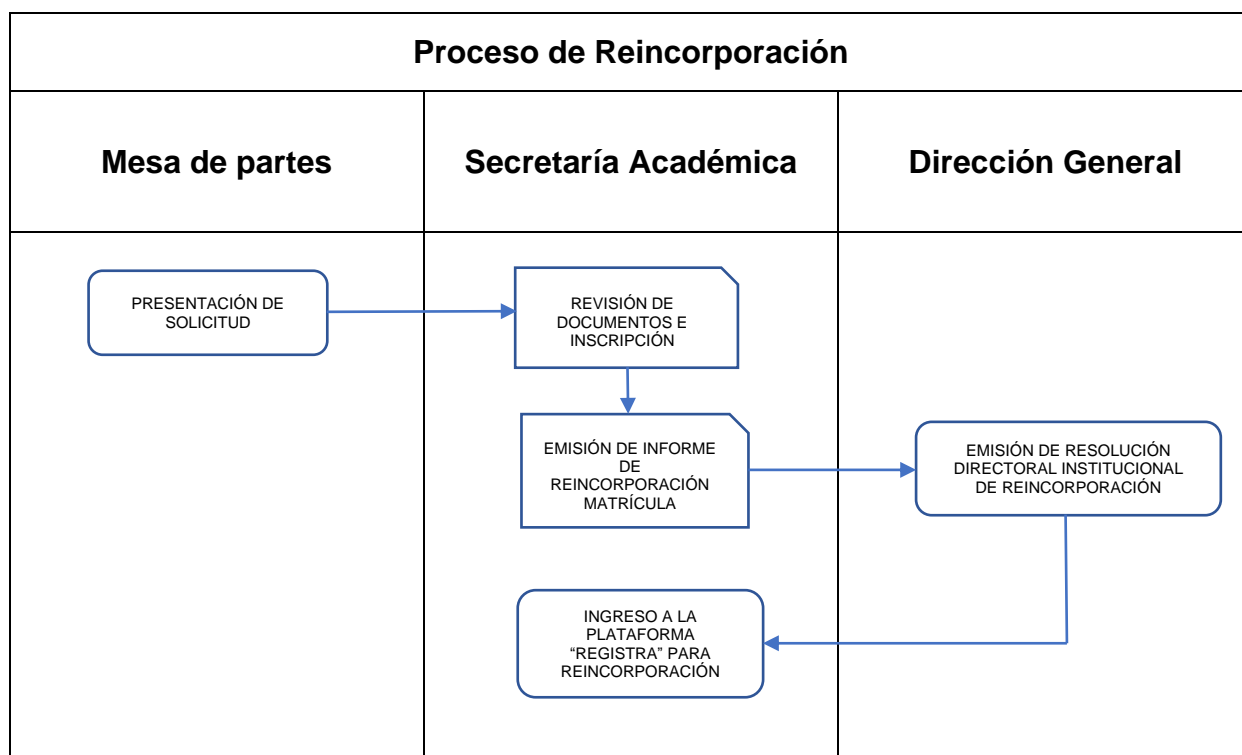 Proceso de Reincorporación
Mesa de partes
Secretaría Académica
Dirección General
PRESENTACIÓN DE
SOLICITUD
REVISIÓN DE
DOCUMENTOS E
INSCRIPCIÓN
EMISIÓN DE INFORME
DE
REINCORPORACIÓN
MATRÍCULA
EMISIÓN DE RESOLUCIÓN
DIRECTORAL INSTITUCIONAL
DE REINCORPORACIÓN
INGRESO A LA
PLATAFORMA
“REGISTRA” PARA
REINCORPORACIÓN